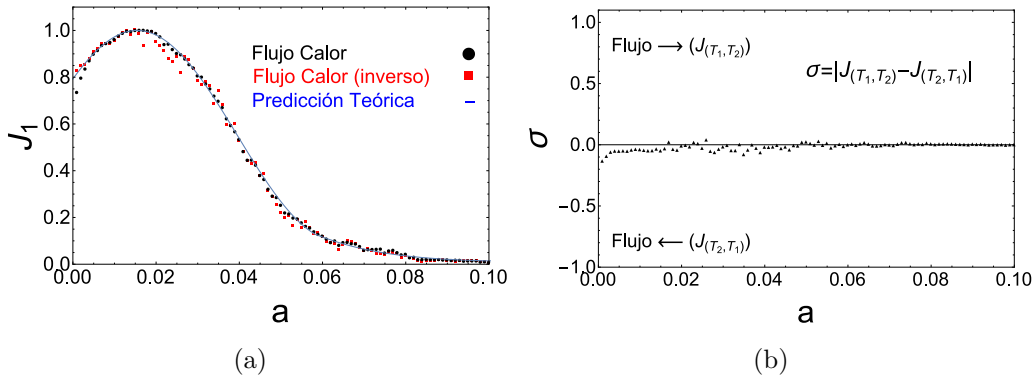 1.0
0.8
0.6
0.4
0.2
0.0
J₁
Flujo Calor
Flujo Calor (inverso)
Predicción Teórica
0.00 0.02 0.04 0.06 0.08 0.10
a
(a)
1.0
0.5
0.0
−0.5
−1.0
σ
Flujo → (J(T₁,T₂))
σ=|J(T₁,T₂)−J(T₂,T₁)|
Flujo ← (J(T₂,T₁))
0.00 0.02 0.04 0.06 0.08 0.10
a
(b)